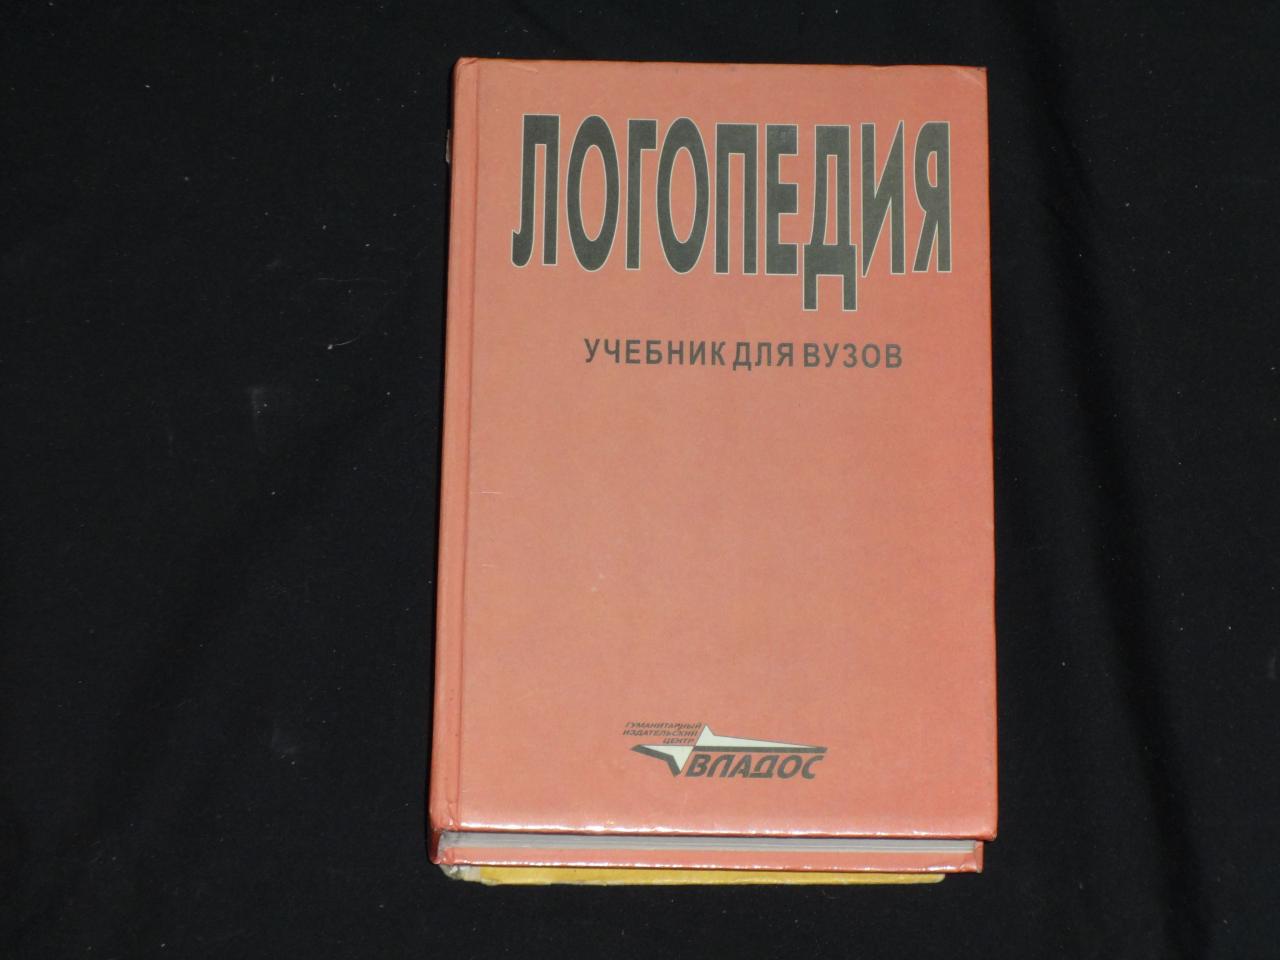 ЛОГОПЕДИЯ
УЧЕБНИК ДЛЯ ВУЗОВ
ГУМАНИТАРНЫЙ
ИЗДАТЕЛЬСКИЙ
ЦЕНТР
ВЛАДОС